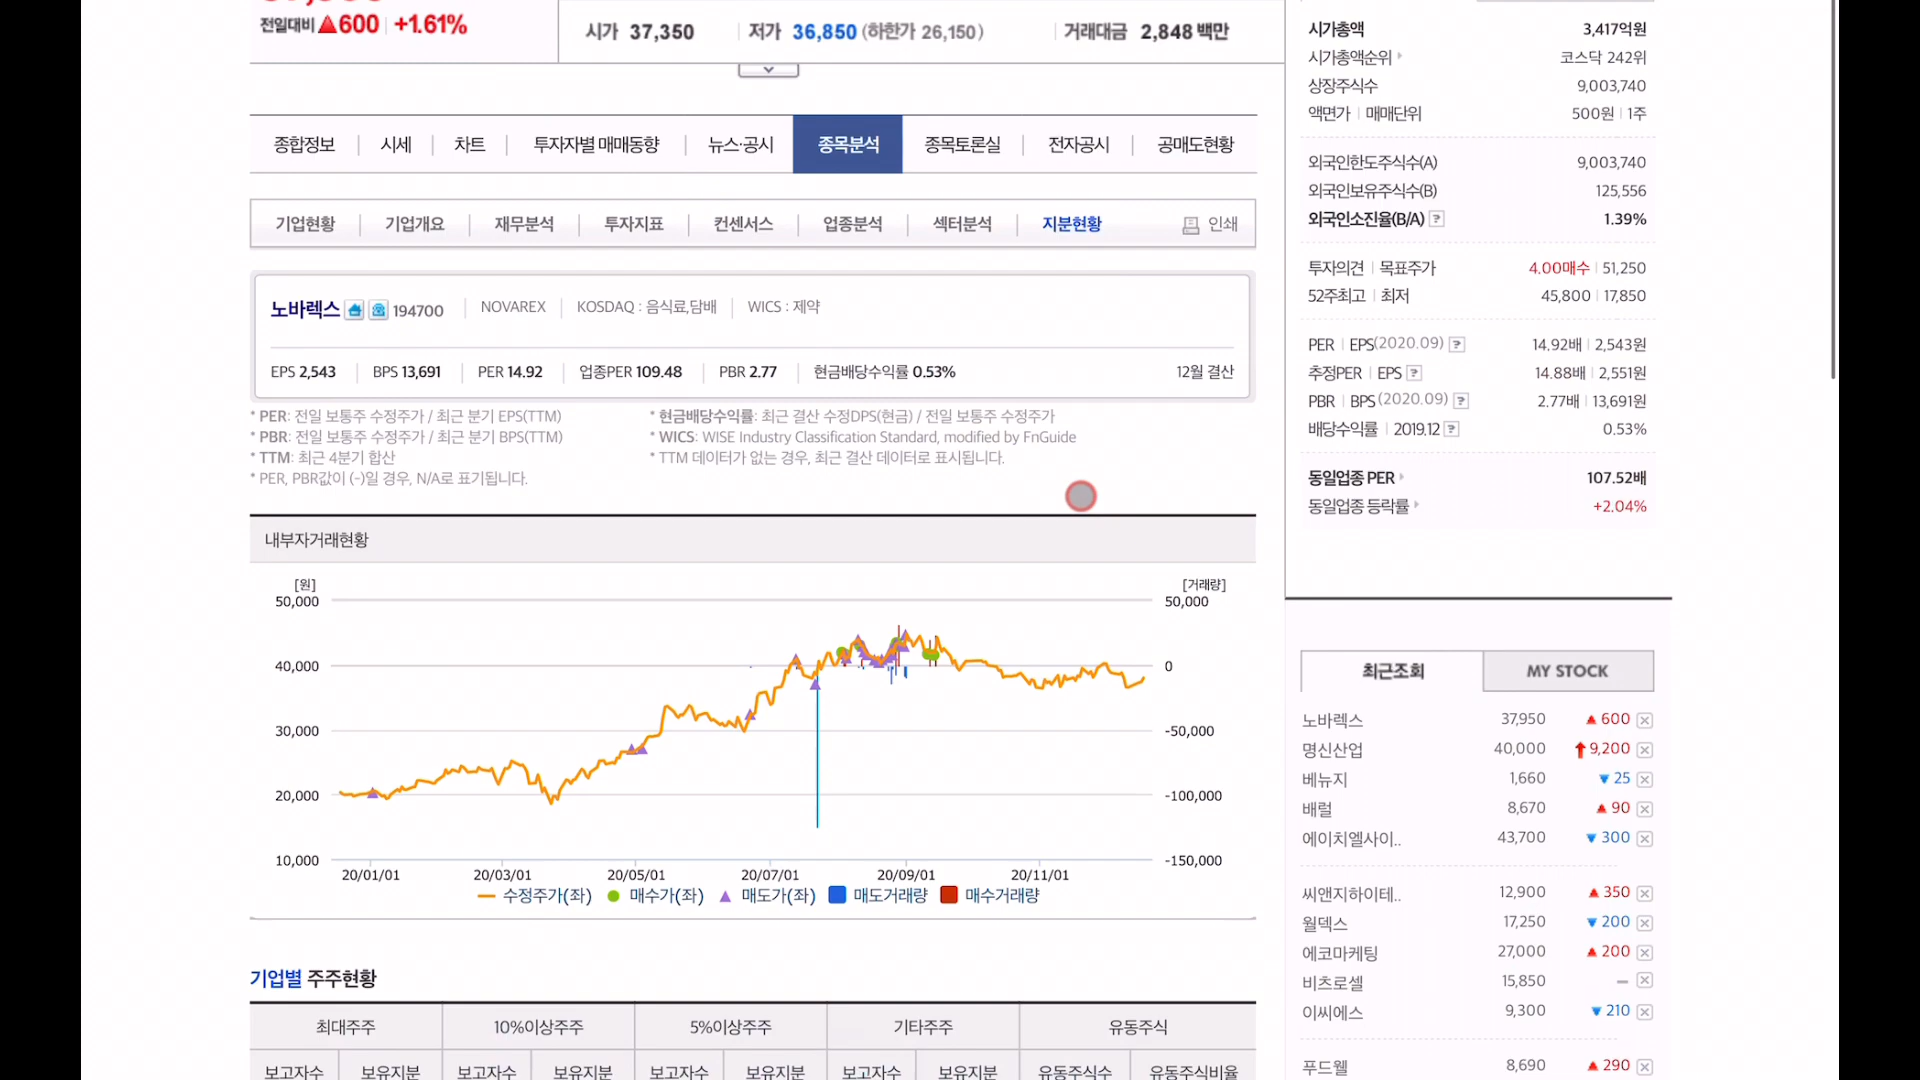 전일대비 ▲600 +1.61%
시가 37,350 저가 36,850 (하한가 26,150) 거래대금 2,848 백만
종합정보 시세 차트 투자자별 매매동향 뉴스·공시 종목분석 종목토론실 전자공시 공매도현황
기업현황 기업개요 재무분석 투자지표 컨센서스 업종분석 섹터분석 지분현황 인쇄
노바렉스 194700 NOVAREX KOSDAQ : 음식료,담배 WICS : 제약
EPS 2,543 BPS 13,691 PER 14.92 업종PER 109.48 PBR 2.77 현금배당수익률 0.53% 12월 결산
* PER: 전일 보통주 수정주가 / 최근 분기 EPS(TTM)
* PBR: 전일 보통주 수정주가 / 최근 분기 BPS(TTM)
* TTM: 최근 4분기 합산
* PER, PBR값이 (-)일 경우, N/A로 표기됩니다.
* 현금배당수익률: 최근 결산 수정DPS(현금) / 전일 보통주 수정주가
* WICS: WISE Industry Classification Standard, modified by FnGuide
* TTM 데이터가 없는 경우, 최근 결산 데이터로 표시됩니다.
내부자거래현황
[원] [거래량]
50,000 50,000
40,000 0
30,000 -50,000
20,000 -100,000
10,000 -150,000
20/01/01 20/03/01 20/05/01 20/07/01 20/09/01 20/11/01
수정주가(좌) 매수가(좌) 매도가(좌) 매도거래량 매수거래량
기업별 주주현황
최대주주 10%이상주주 5%이상주주 기타주주 유동주식
보고자수 보유지분 보고자수 보유지분 보고자수 보유지분 보고자수 보유지분 유동주식수 유동주식비율
시가총액 3,417억원
시가총액순위 코스닥 242위
상장주식수 9,003,740
액면가 매매단위 500원 1주
외국인한도주식수(A) 9,003,740
외국인보유주식수(B) 125,556
외국인소진율(B/A) ? 1.39%
투자의견 목표주가 4.00매수 51,250
52주최고 최저 45,800 17,850
PER EPS(2020.09) ? 14.92배 2,543원
추정PER EPS ? 14.88배 2,551원
PBR BPS (2020.09) ? 2.77배 13,691원
배당수익률 2019.12 ? 0.53%
동일업종 PER 107.52배
동일업종 등락률 +2.04%
최근조회 MY STOCK
노바렉스 37,950 ▲600
명신산업 40,000 ↑9,200
베뉴지 1,660 ▼25
배럴 8,670 ▲90
에이치엘사이.. 43,700 ▼300
씨앤지하이테.. 12,900 ▲350
월덱스 17,250 ▼200
에코마케팅 27,000 ▲200
비츠로셀 15,850 –
이씨에스 9,300 ▼210
푸드웰 8,690 ▲290